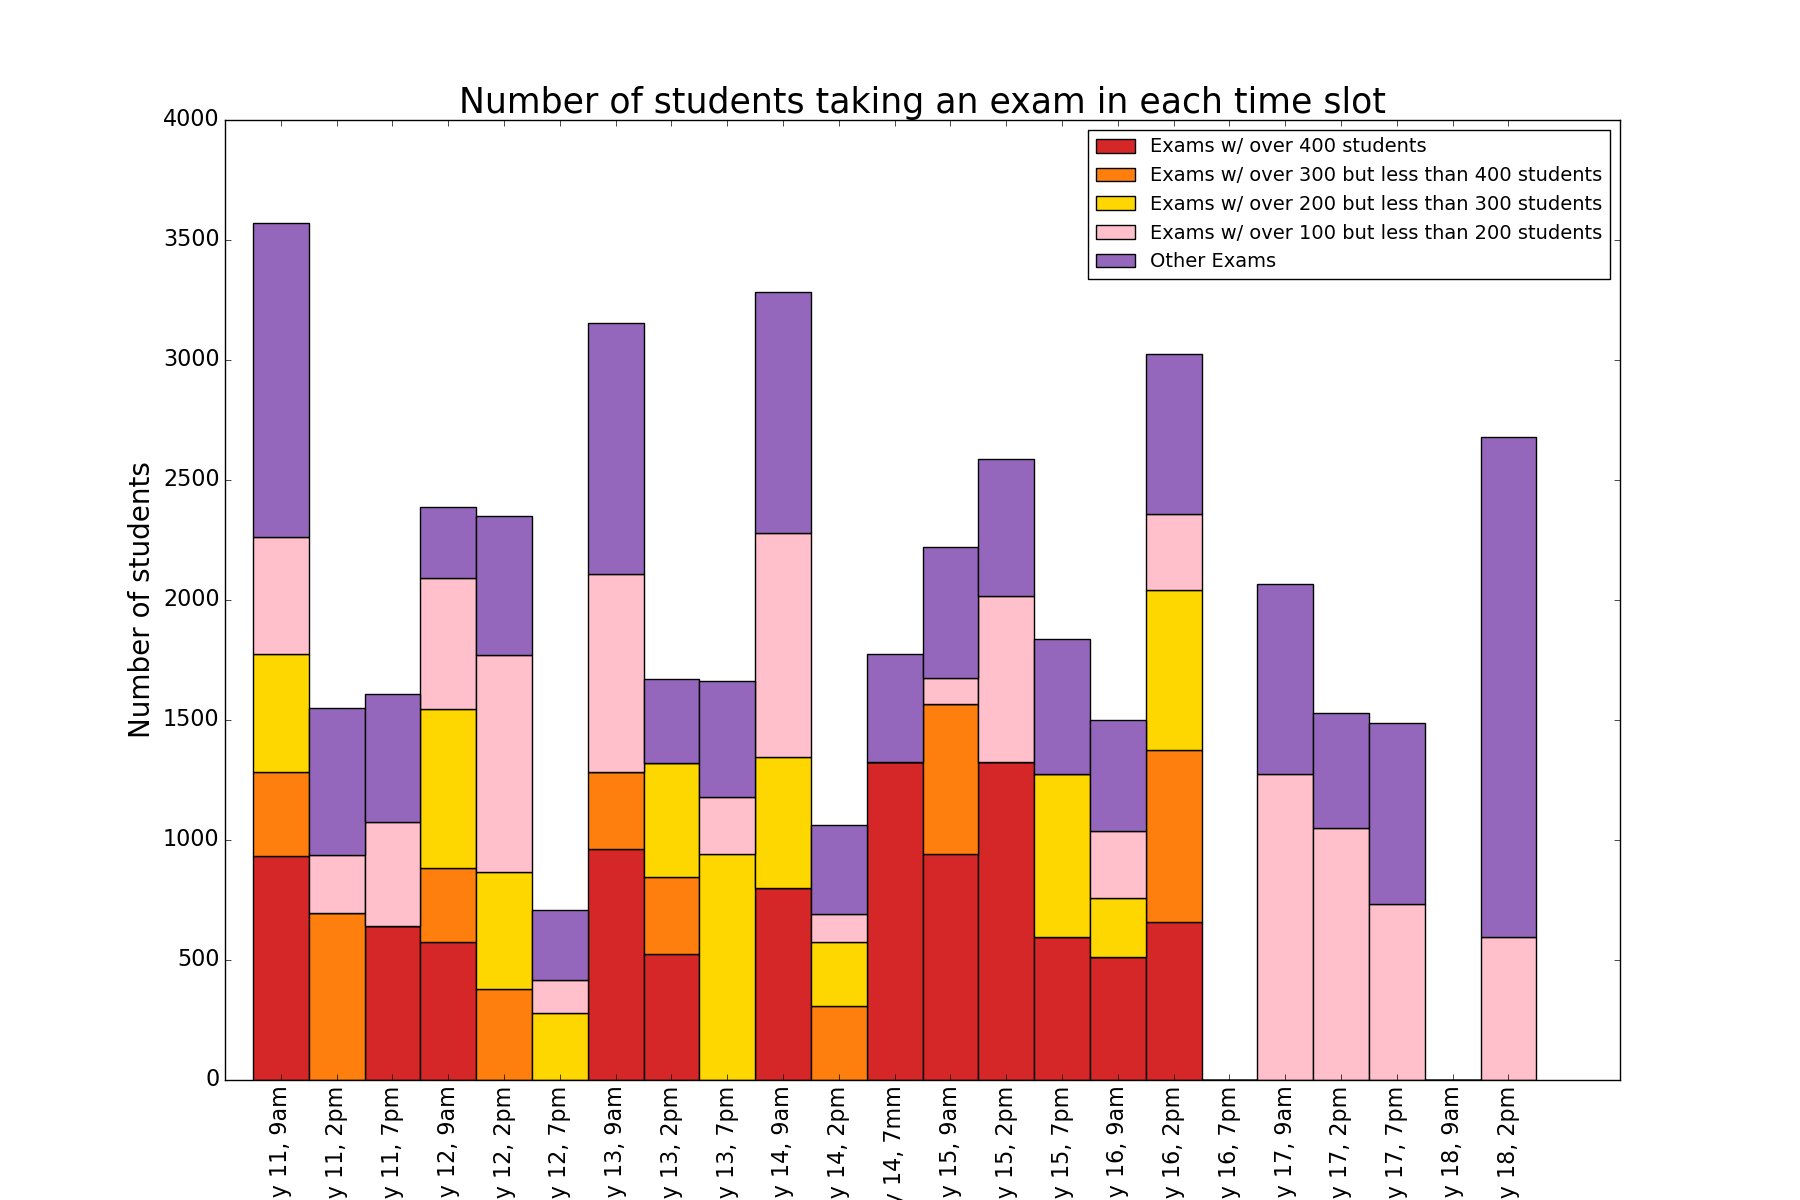 Number of students taking an exam in each time slot
Exams w/ over 400 students
Exams w/ over 300 but less than 400 students
Exams w/ over 200 but less than 300 students
Exams w/ over 100 but less than 200 students
Other Exams
Number of students
4000
3500
3000
2500
2000
1500
1000
500
0
y 11, 9am
y 11, 2pm
y 11, 7pm
y 12, 9am
y 12, 2pm
y 12, 7pm
y 13, 9am
y 13, 2pm
y 13, 7pm
y 14, 9am
y 14, 2pm
y 14, 7mm
y 15, 9am
y 15, 2pm
y 15, 7pm
y 16, 9am
y 16, 2pm
y 16, 7pm
y 17, 9am
y 17, 2pm
y 17, 7pm
y 18, 9am
y 18, 2pm